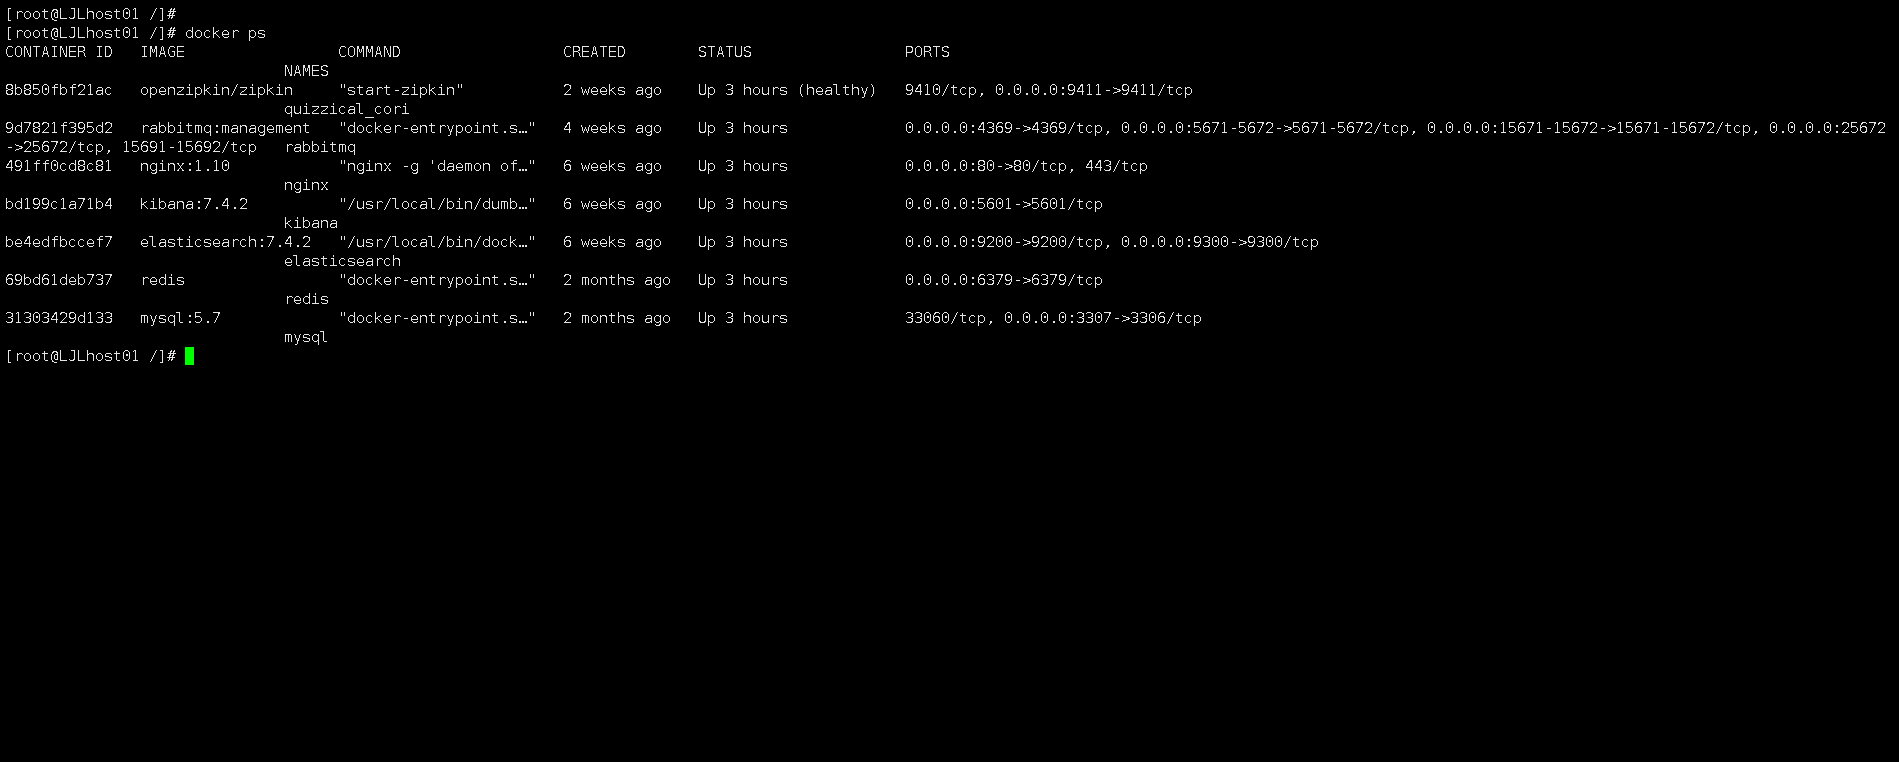 [root@LJLhost01 /]#
[root@LJLhost01 /]# docker ps
CONTAINER ID   IMAGE                 COMMAND                  CREATED        STATUS                 PORTS
                               NAMES
8b850fbf21ac   openzipkin/zipkin     "start-zipkin"           2 weeks ago    Up 3 hours (healthy)   9410/tcp, 0.0.0.0:9411->9411/tcp
                               quizzical_cori
9d7821f395d2   rabbitmq:management   "docker-entrypoint.s…"   4 weeks ago    Up 3 hours             0.0.0.0:4369->4369/tcp, 0.0.0.0:5671-5672->5671-5672/tcp, 0.0.0.0:15671-15672->15671-15672/tcp, 0.0.0.0:25672
->25672/tcp, 15691-15692/tcp   rabbitmq
491ff0cd8c81   nginx:1.10            "nginx -g 'daemon of…"   6 weeks ago    Up 3 hours             0.0.0.0:80->80/tcp, 443/tcp
                               nginx
bd199c1a71b4   kibana:7.4.2          "/usr/local/bin/dumb…"   6 weeks ago    Up 3 hours             0.0.0.0:5601->5601/tcp
                               kibana
be4edfbccef7   elasticsearch:7.4.2   "/usr/local/bin/dock…"   6 weeks ago    Up 3 hours             0.0.0.0:9200->9200/tcp, 0.0.0.0:9300->9300/tcp
                               elasticsearch
69bd61deb737   redis                 "docker-entrypoint.s…"   2 months ago   Up 3 hours             0.0.0.0:6379->6379/tcp
                               redis
31303429d133   mysql:5.7             "docker-entrypoint.s…"   2 months ago   Up 3 hours             33060/tcp, 0.0.0.0:3307->3306/tcp
                               mysql
[root@LJLhost01 /]#